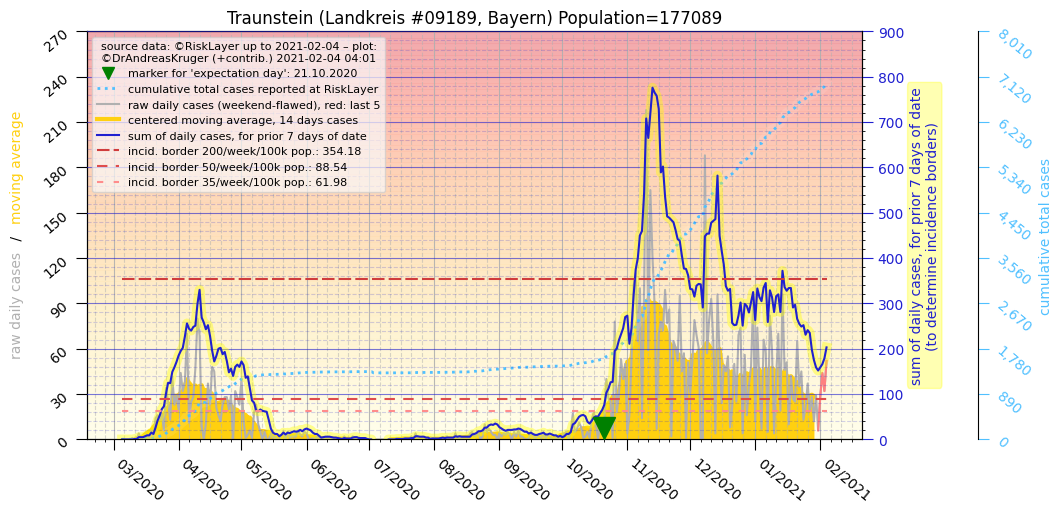 Traunstein (Landkreis #09189, Bayern) Population=177089
source data: ©RiskLayer up to 2021-02-04 – plot:
©DrAndreasKruger (+contrib.) 2021-02-04 04:01
marker for 'expectation day': 21.10.2020
cumulative total cases reported at RiskLayer
raw daily cases (weekend-flawed), red: last 5
centered moving average, 14 days cases
sum of daily cases, for prior 7 days of date
incid. border 200/week/100k pop.: 354.18
incid. border 50/week/100k pop.: 88.54
incid. border 35/week/100k pop.: 61.98
raw daily cases / moving average
270
240
210
180
150
120
90
60
30
0
03/2020
04/2020
05/2020
06/2020
07/2020
08/2020
09/2020
10/2020
11/2020
12/2020
01/2021
02/2021
900
800
700
600
500
400
300
200
100
0
sum of daily cases, for prior 7 days of date
(to determine incidence borders)
8,010
7,120
6,230
5,340
4,450
3,560
2,670
1,780
890
0
cumulative total cases